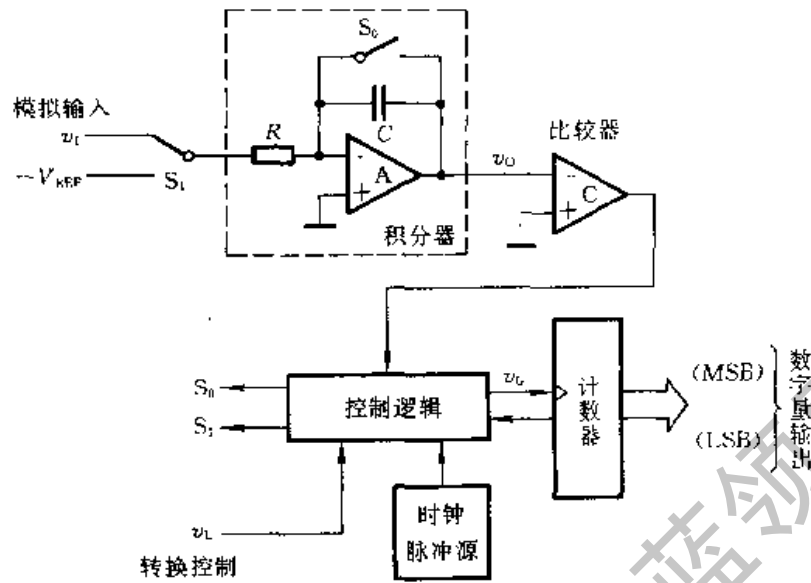 S₀
模拟输入
v_I
R
C
比较器
-
A
+
v_O
-
C
+
-V_REF
S₁
积分器
S₀
S₁
控制逻辑
v_G
计数器
(MSB)
(LSB)
数字量输出
v_L
转换控制
时钟
脉冲源
蓝领